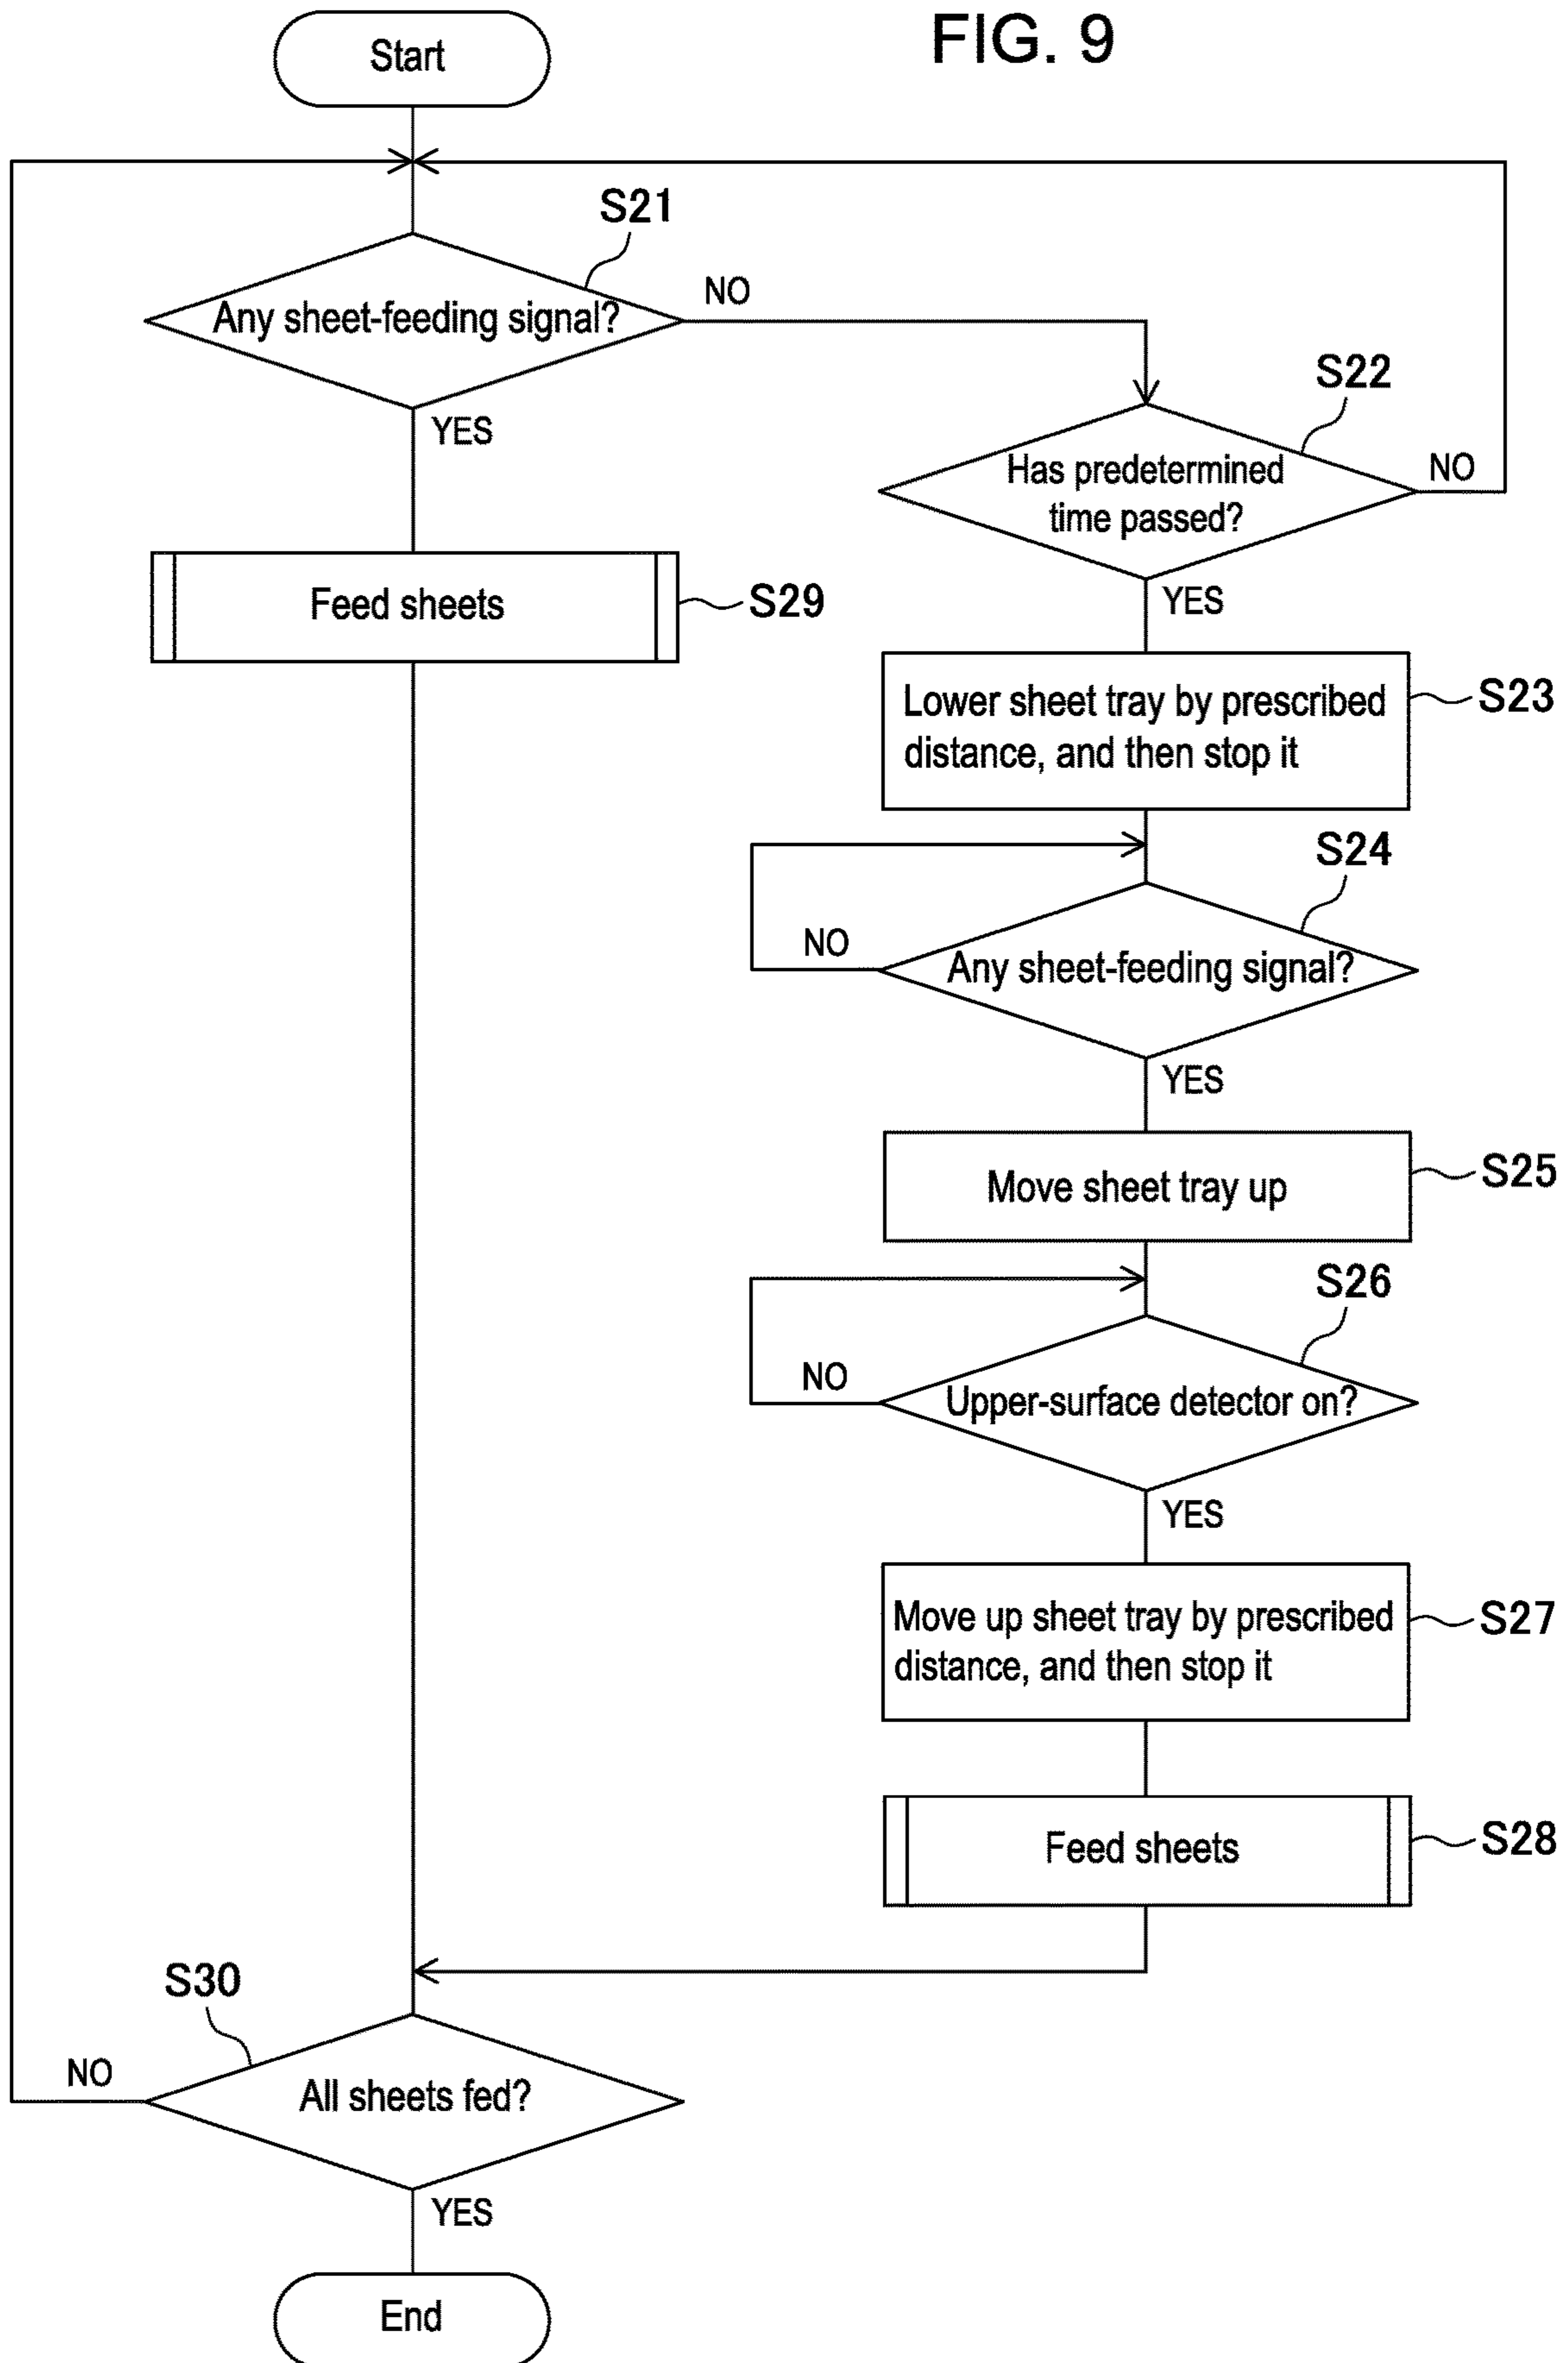 FIG. 9
Start
S21
Any sheet-feeding signal?
NO
YES
S22
Has predetermined
time passed?
NO
YES
Feed sheets
S29
Lower sheet tray by prescribed
distance, and then stop it
S23
S24
Any sheet-feeding signal?
NO
YES
Move sheet tray up
S25
S26
Upper-surface detector on?
NO
YES
Move up sheet tray by prescribed
distance, and then stop it
S27
Feed sheets
S28
S30
All sheets fed?
NO
YES
End